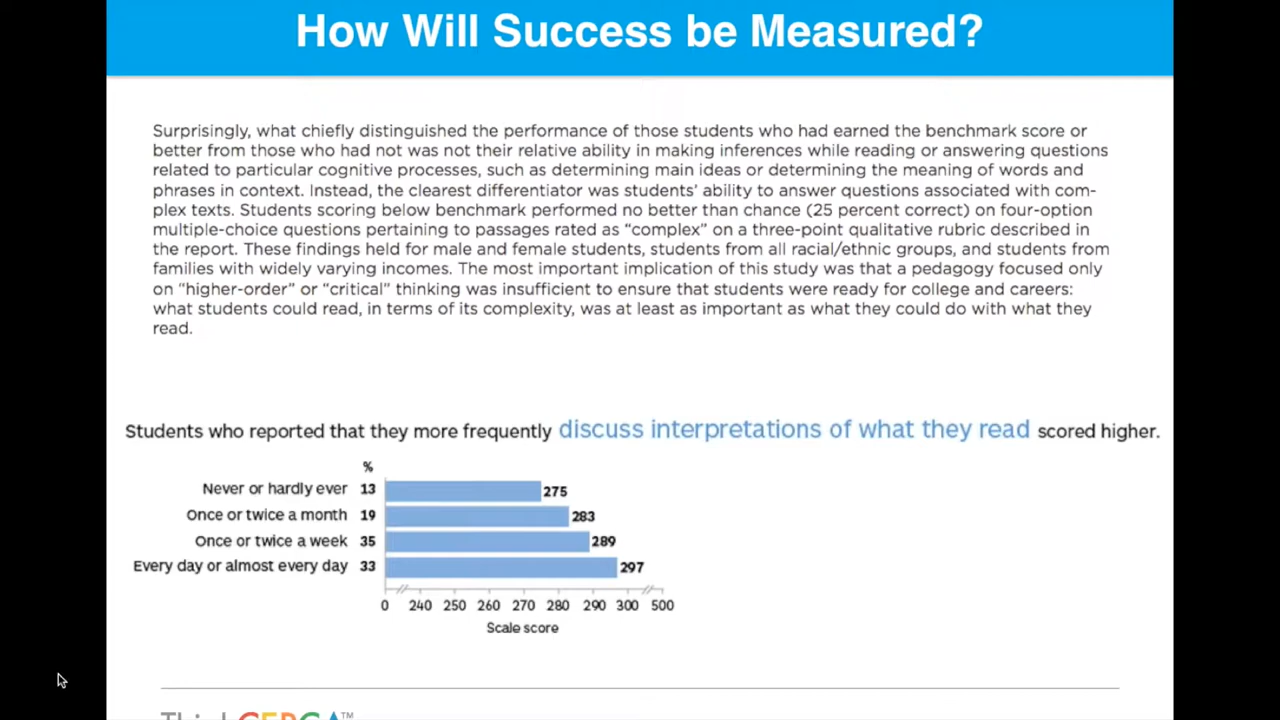 How Will Success be Measured?
Surprisingly, what chiefly distinguished the performance of those students who had earned the benchmark score or
better from those who had not was not their relative ability in making inferences while reading or answering questions
related to particular cognitive processes, such as determining main ideas or determining the meaning of words and
phrases in context. Instead, the clearest differentiator was students’ ability to answer questions associated with com-
plex texts. Students scoring below benchmark performed no better than chance (25 percent correct) on four-option
multiple-choice questions pertaining to passages rated as “complex” on a three-point qualitative rubric described in
the report. These findings held for male and female students, students from all racial/ethnic groups, and students from
families with widely varying incomes. The most important implication of this study was that a pedagogy focused only
on “higher-order” or “critical” thinking was insufficient to ensure that students were ready for college and careers:
what students could read, in terms of its complexity, was at least as important as what they could do with what they
read.
Students who reported that they more frequently discuss interpretations of what they read scored higher.
%
Never or hardly ever 13 275
Once or twice a month 19 283
Once or twice a week 35 289
Every day or almost every day 33 297
0 240 250 260 270 280 290 300 500
Scale score